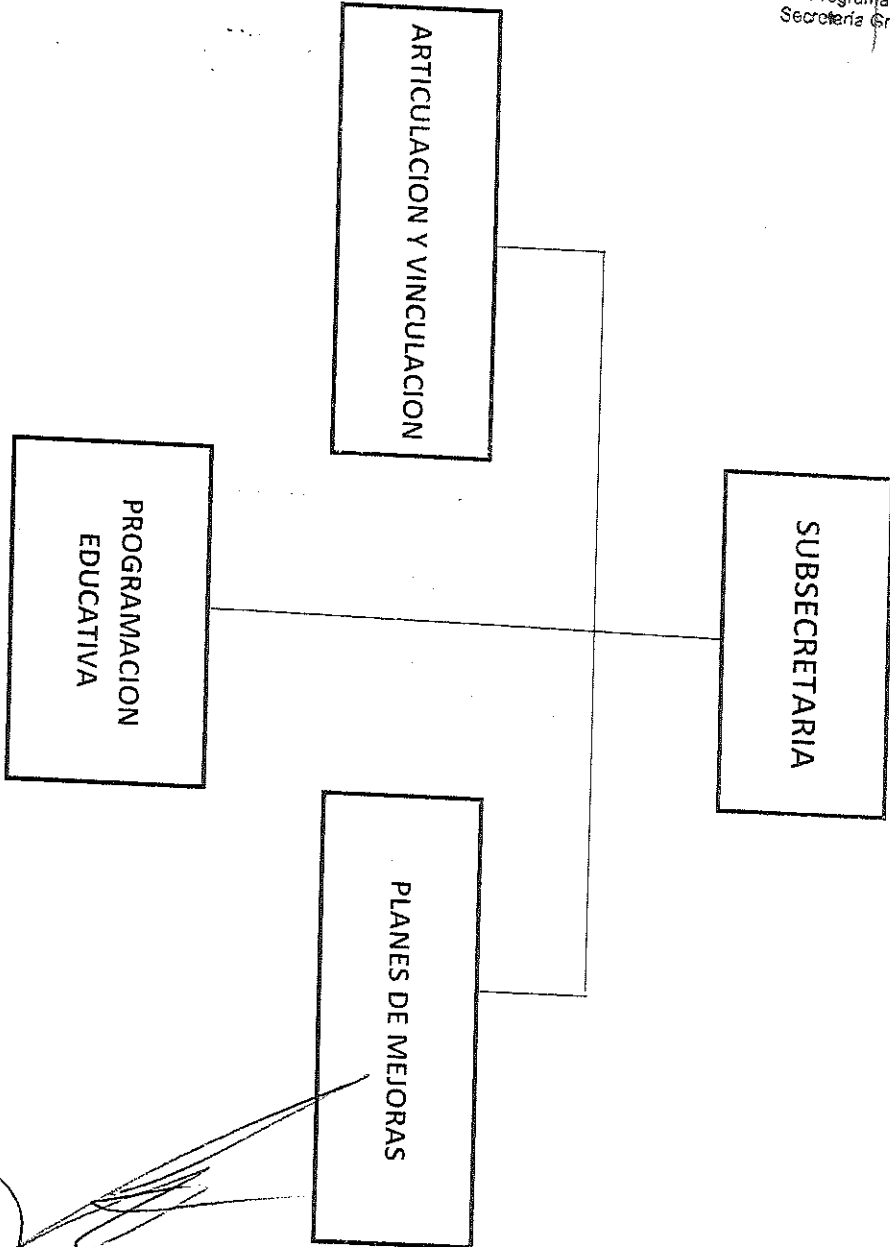 Secretaría
SUBSECRETARIA
ARTICULACION Y VINCULACION
PROGRAMACION
EDUCATIVA
PLANES DE MEJORAS